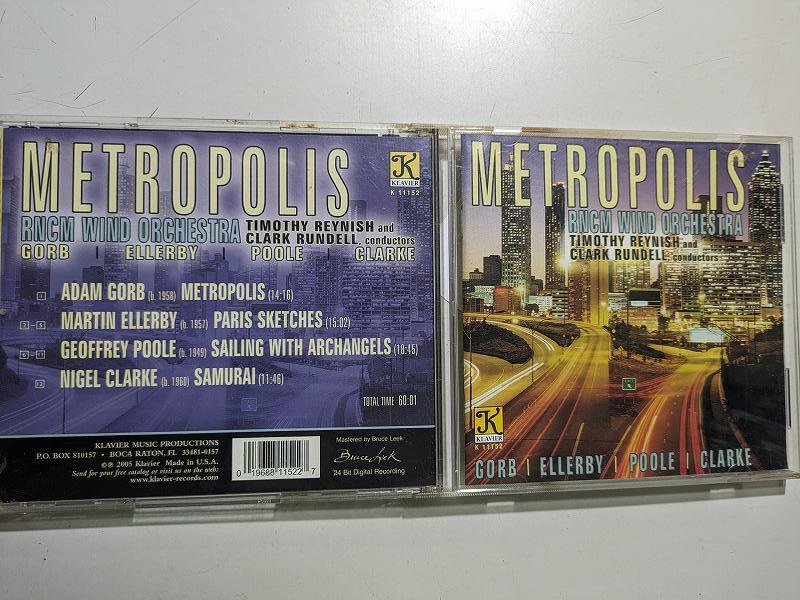 METROPOLIS
K
KLAVIER
K 11152
RNCM WIND ORCHESTRA TIMOTHY REYNISH and
CLARK RUNDELL, conductors
GORB | ELLERBY | POOLE | CLARKE
1 ADAM GORB (b. 1958) METROPOLIS (14:16)
2-5 MARTIN ELLERBY (b. 1957) PARIS SKETCHES (15:02)
6-11 GEOFFREY POOLE (b. 1949) SAILING WITH ARCHANGELS (18:45)
12 NIGEL CLARKE (b. 1960) SAMURAI (11:46)
TOTAL TIME 60:01
KLAVIER MUSIC PRODUCTIONS
P.O. BOX 810157 • BOCA RATON, FL 33481-0157
©℗ 2005 Klavier Made in U.S.A.
Send for your free catalog or visit us on the web:
www.klavier-records.com
0 19688 11522 7
Mastered by Bruce Leek
Bruce Leek
24 Bit Digital Recording
METROPOLIS
RNCM WIND ORCHESTRA
TIMOTHY REYNISH and
CLARK RUNDELL, conductors
K
KLAVIER
K 11152
GORB | ELLERBY | POOLE | CLARKE